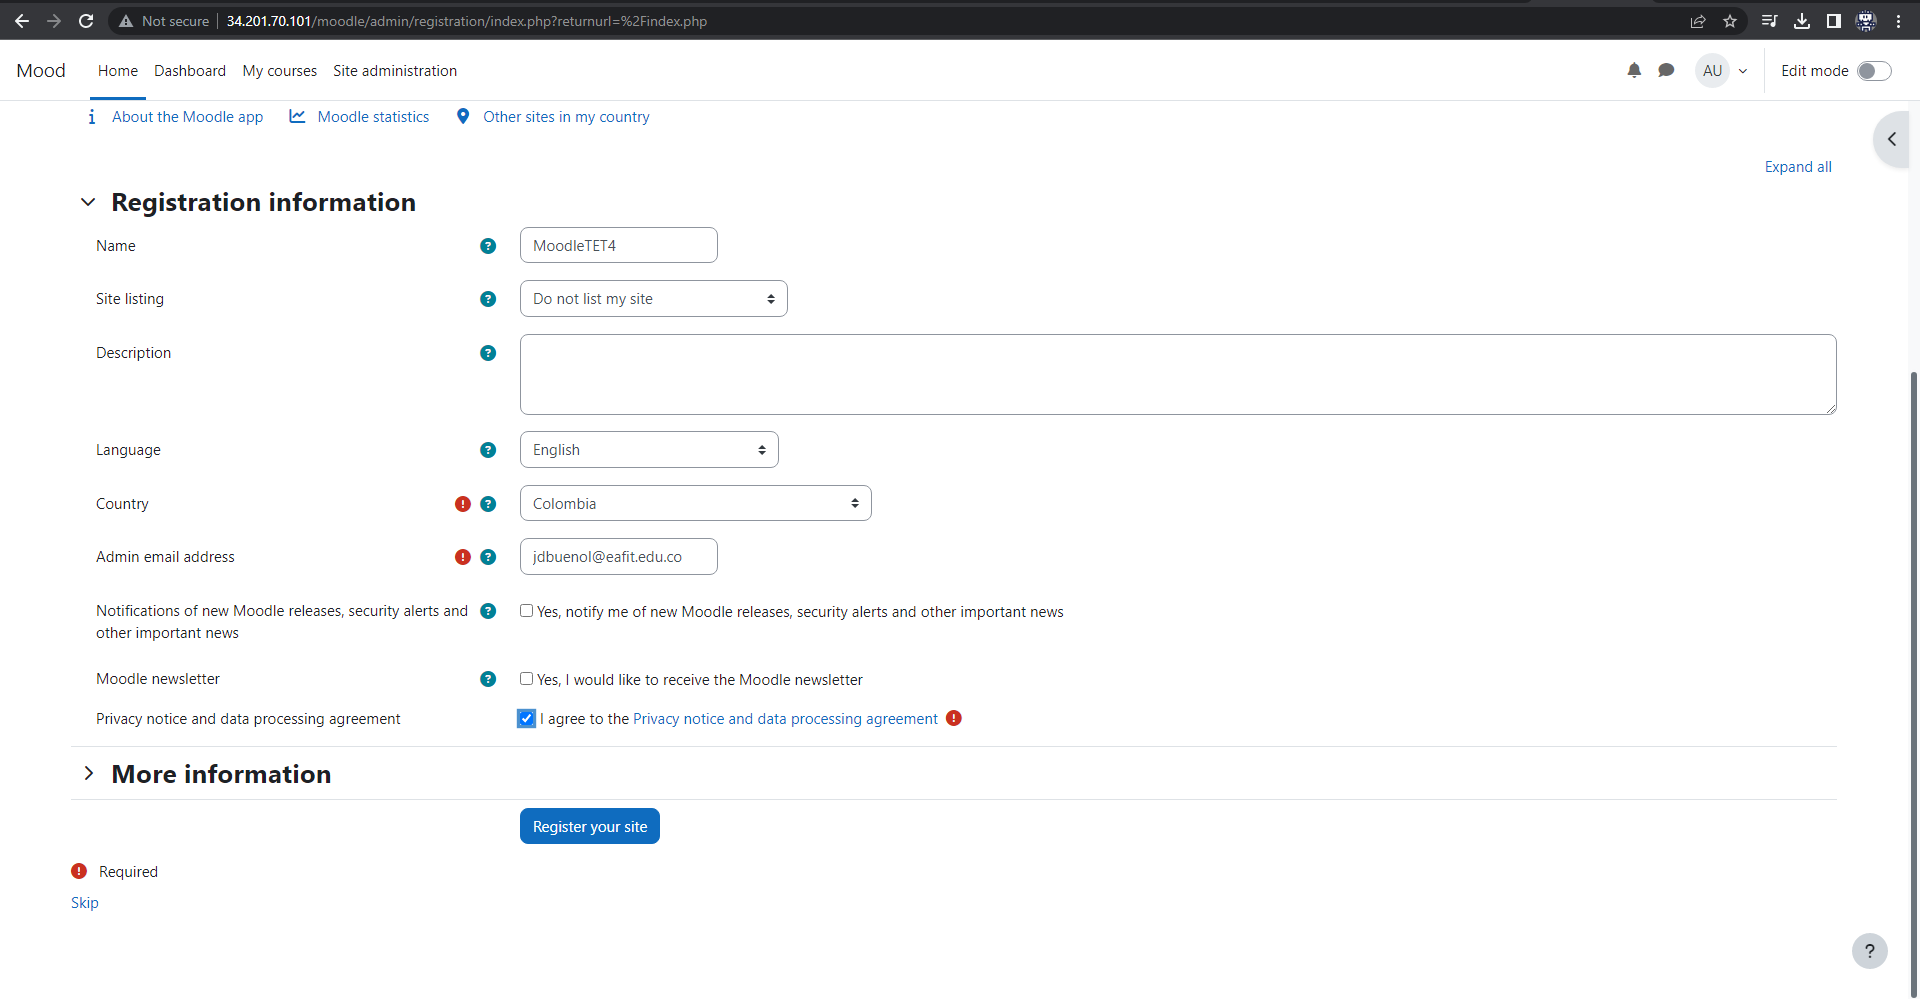 Not secure 34.201.70.101/moodle/admin/registration/index.php?returnurl=%2Findex.php
Mood Home Dashboard My courses Site administration AU Edit mode
About the Moodle app Moodle statistics Other sites in my country
Expand all
Registration information
Name ? MoodleTET4
Site listing ? Do not list my site
Description ?
Language ? English
Country ! ? Colombia
Admin email address ! ? jdbuenol@eafit.edu.co
Notifications of new Moodle releases, security alerts and ? Yes, notify me of new Moodle releases, security alerts and other important news
other important news
Moodle newsletter ? Yes, I would like to receive the Moodle newsletter
Privacy notice and data processing agreement I agree to the Privacy notice and data processing agreement !
More information
Register your site
! Required
Skip
?